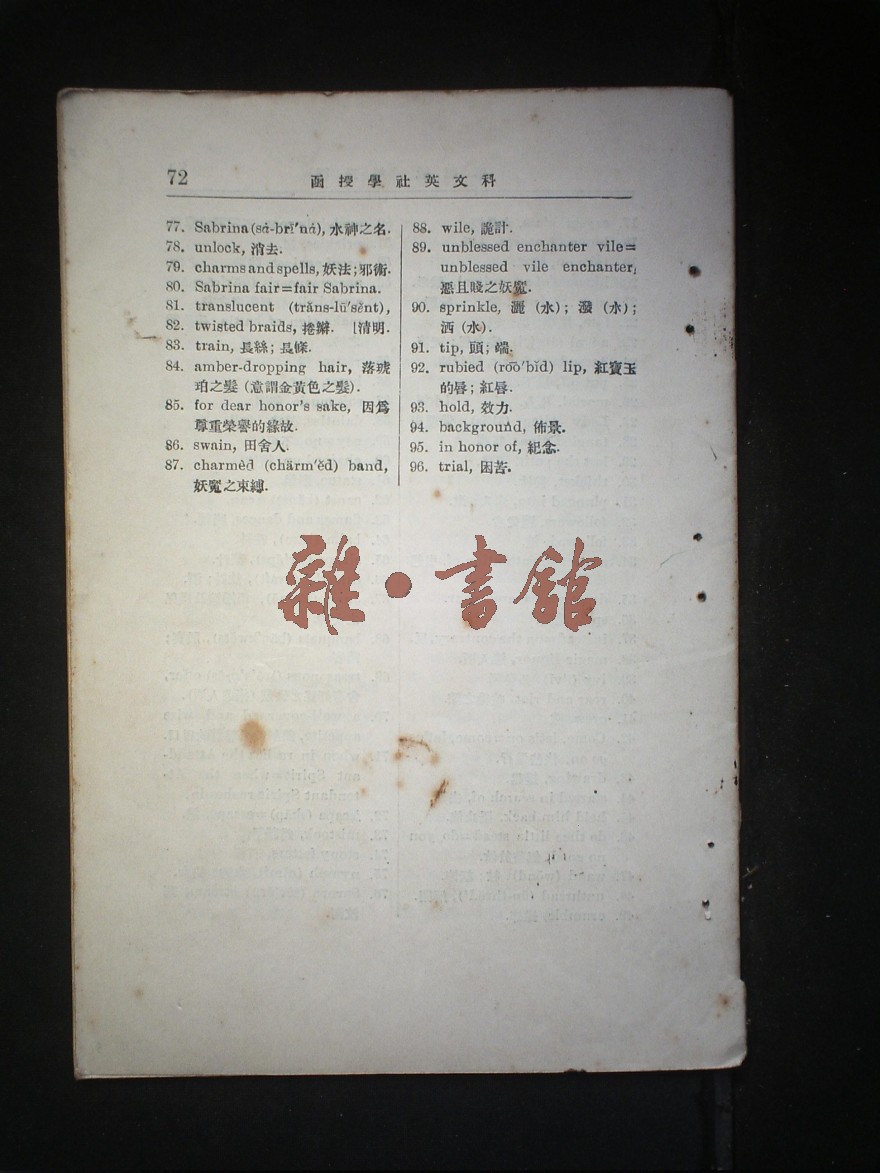 72
函授學社英文科
77. Sabrina (sá-brī'ná), 水神之名.
78. unlock, 消去.
79. charms and spells, 妖法; 邪術.
80. Sabrina fair=fair Sabrina.
81. translucent (trăns-lū'sĕnt),
82. twisted braids, 捲辮. [清明.
83. train, 長絲; 長條.
84. amber-dropping hair, 落琥
珀之髮 (意謂金黃色之髮).
85. for dear honor's sake, 因爲
尊重榮譽的緣故.
86. swain, 田舍人.
87. charmèd (chärm'ĕd) band,
妖魔之束縛.
88. wile, 詭計.
89. unblessed enchanter vile=
unblessed vile enchanter,
惡且賤之妖魔.
90. sprinkle, 灑 (水); 潑 (水);
洒 (水).
91. tip, 頭; 端.
92. rubied (rōō'bĭd) lip, 紅寶玉
的唇; 紅唇.
93. hold, 效力.
94. background, 佈景.
95. in honor of, 紀念.
96. trial, 困苦.
雜·書館